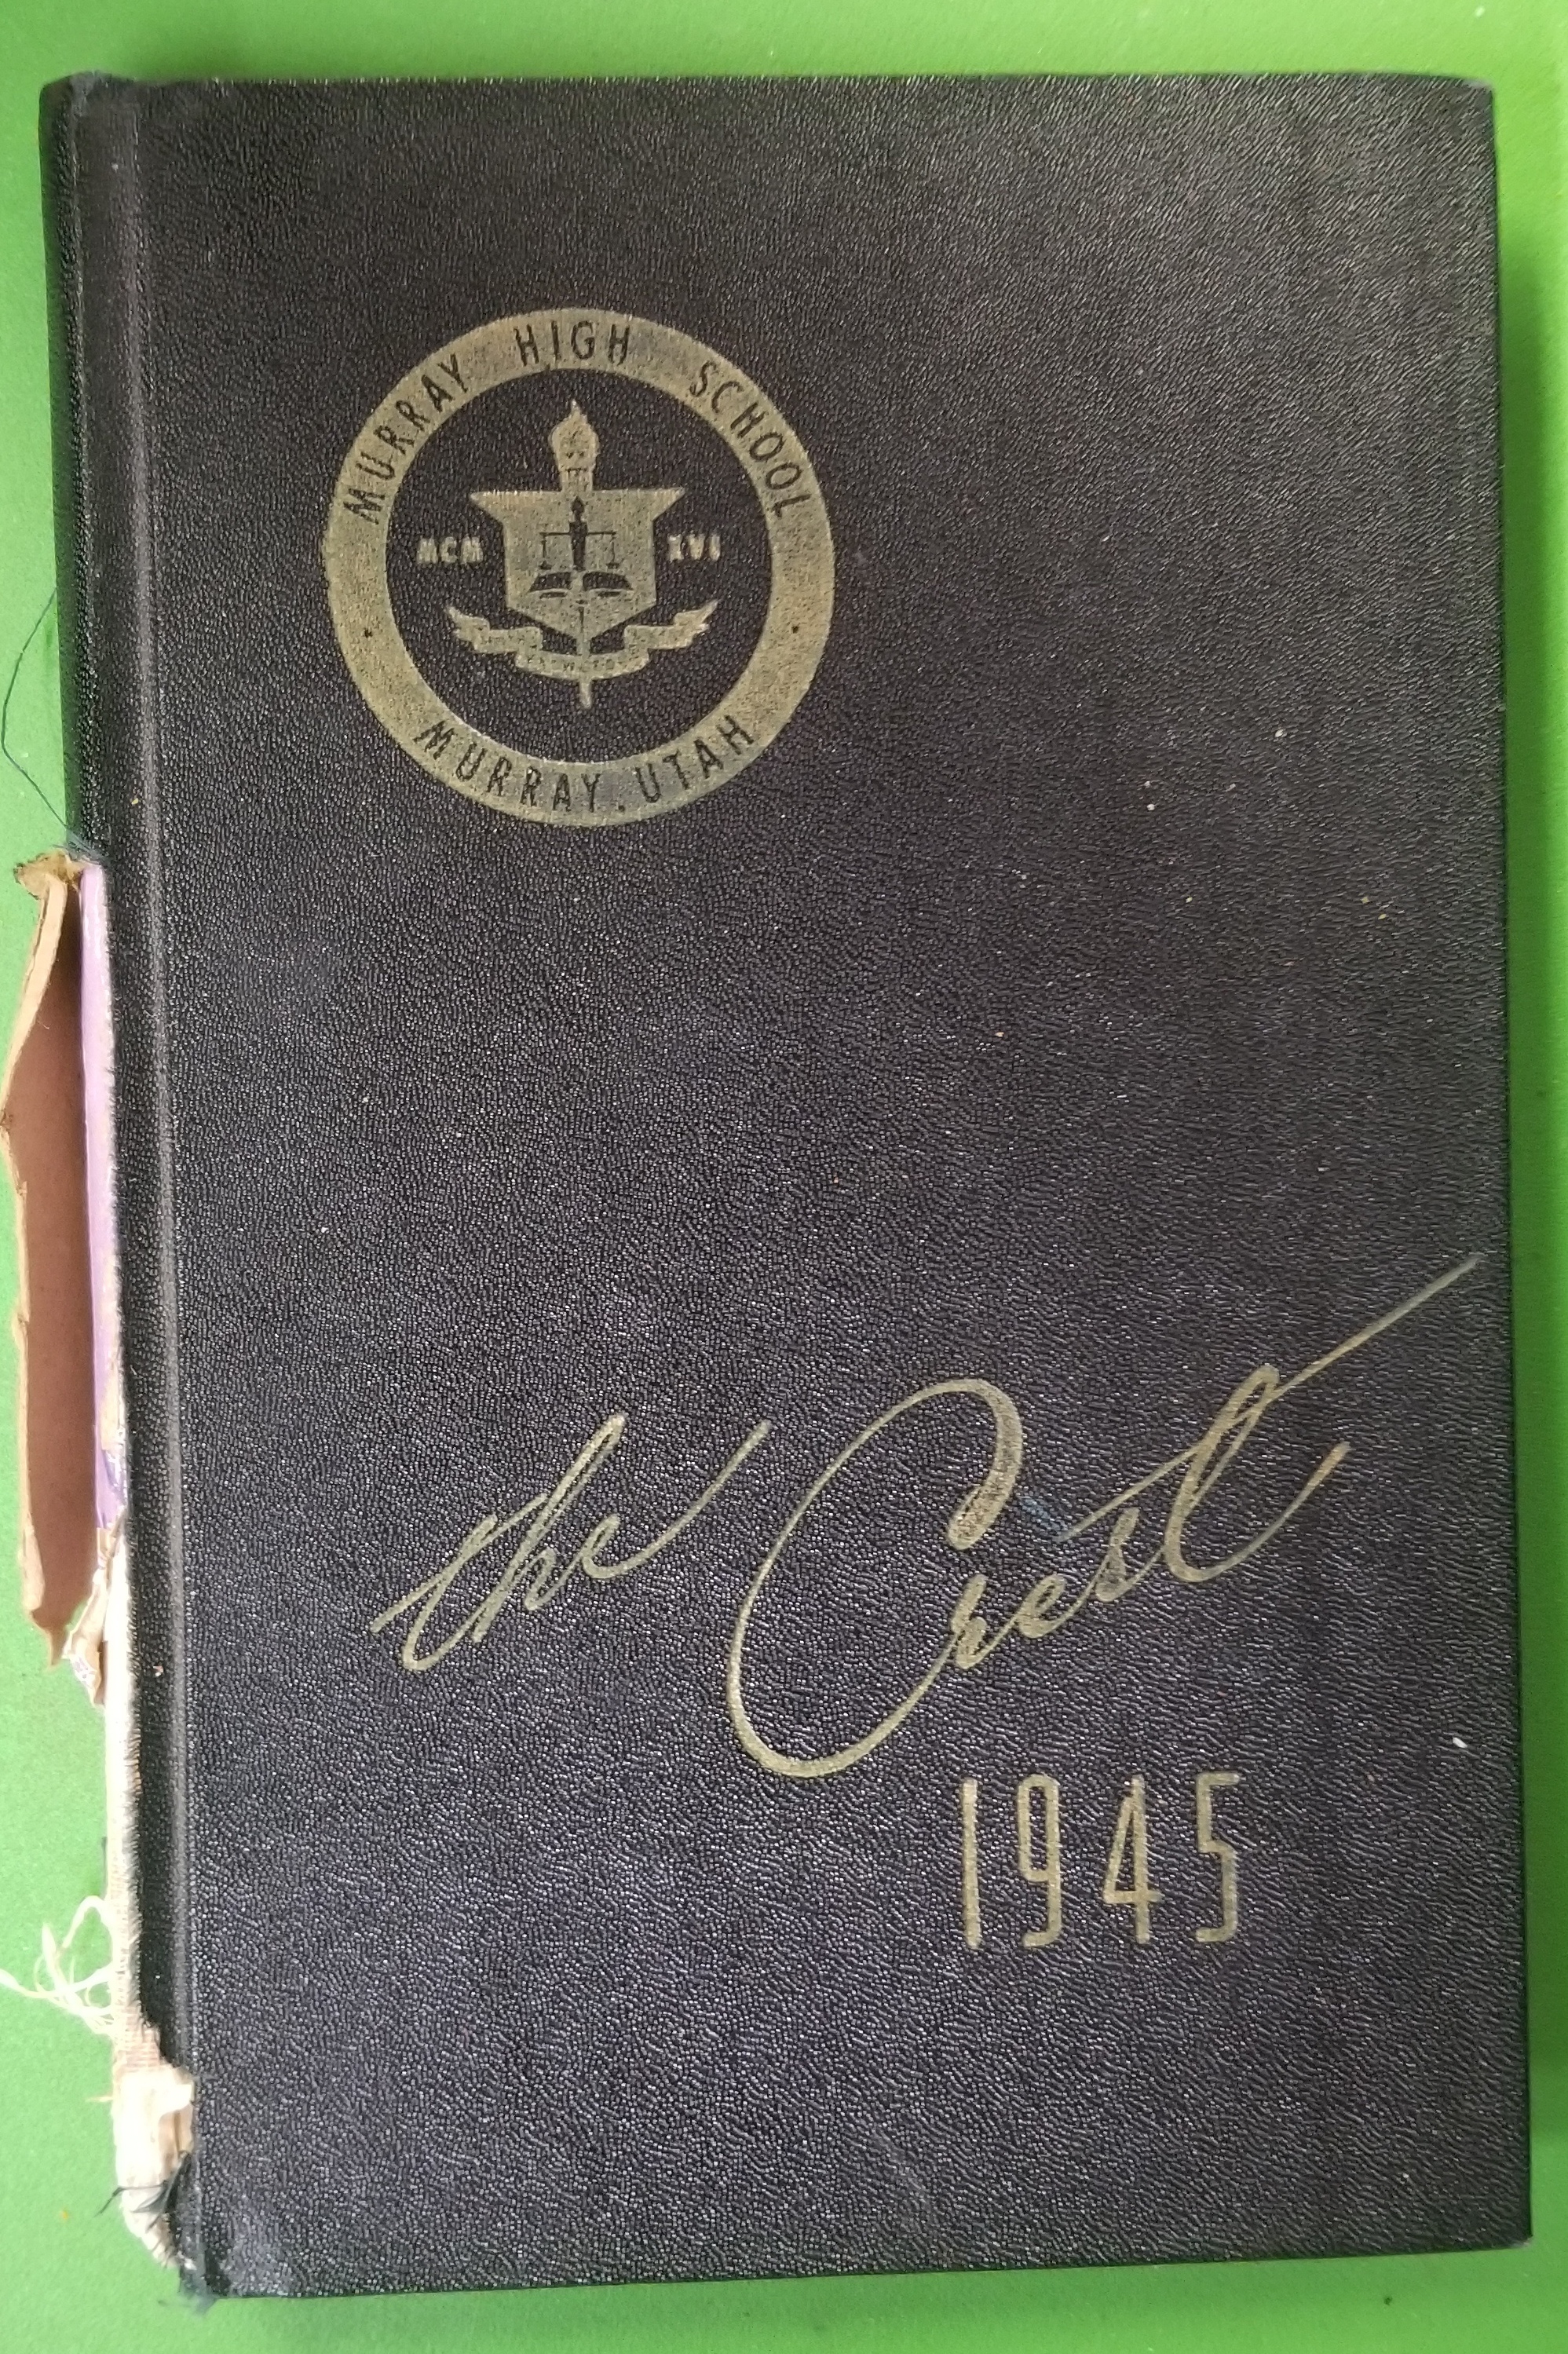 MURRAY HIGH SCHOOL
MCM XVI
MURRAY, UTAH
the Crest
1945